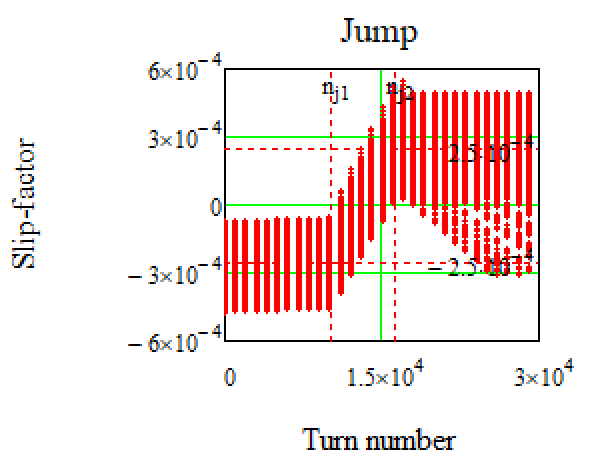 Jump
6×10⁻⁴
n_j1 n_j2
3×10⁻⁴
2.5·10⁻⁴
Slip-factor
0
−2.5·10⁻⁴
−3×10⁻⁴
−6×10⁻⁴
0 1.5×10⁴ 3×10⁴
Turn number